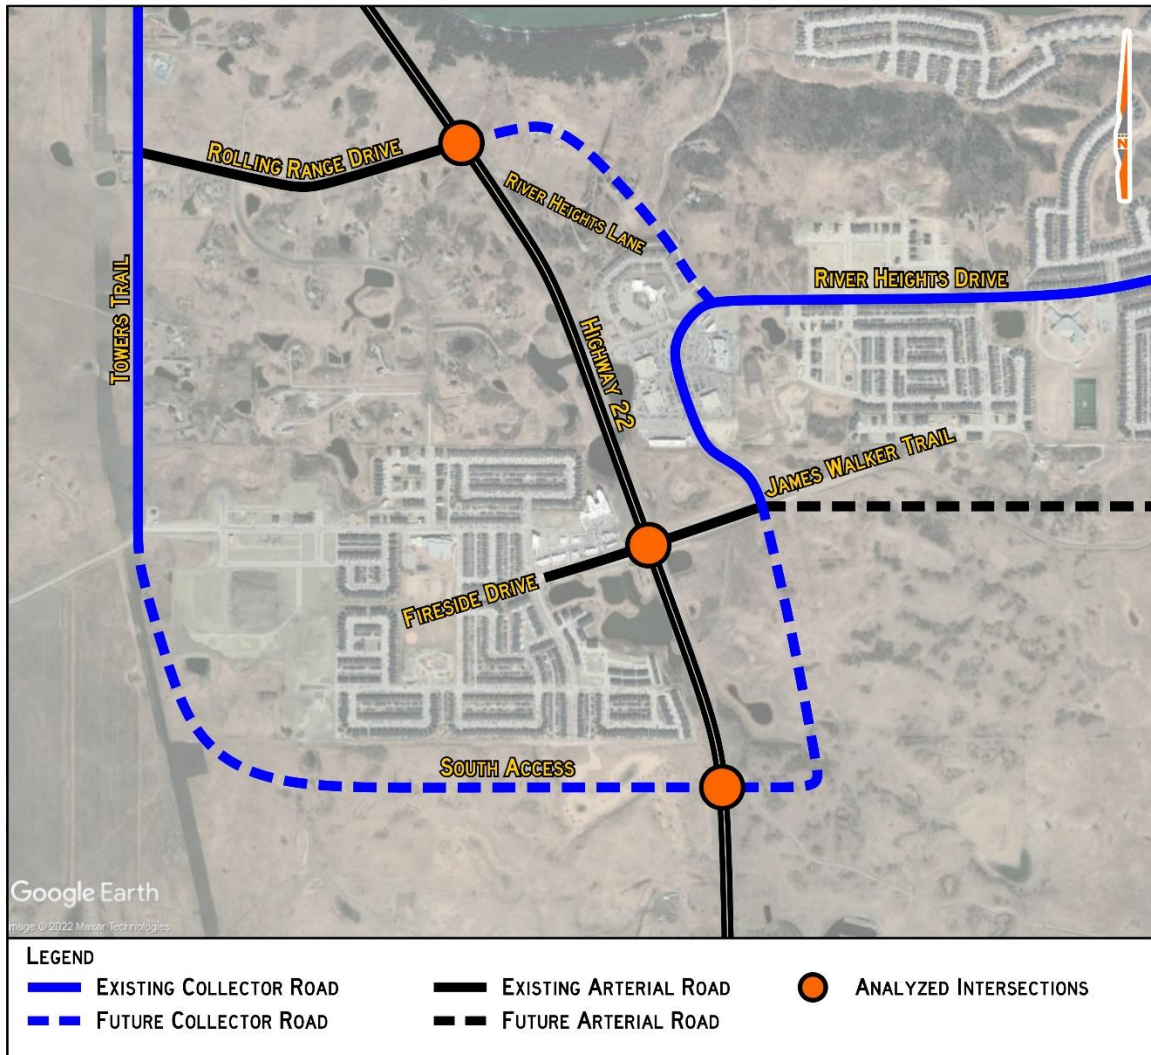 N
ROLLING RANGE DRIVE
RIVER HEIGHTS LANE
RIVER HEIGHTS DRIVE
TOWERS TRAIL
HIGHWAY 22
JAMES WALKER TRAIL
FIRESIDE DRIVE
SOUTH ACCESS
Google Earth
mage © 2022 Maxar Technologies
LEGEND
EXISTING COLLECTOR ROAD
EXISTING ARTERIAL ROAD
ANALYZED INTERSECTIONS
FUTURE COLLECTOR ROAD
FUTURE ARTERIAL ROAD